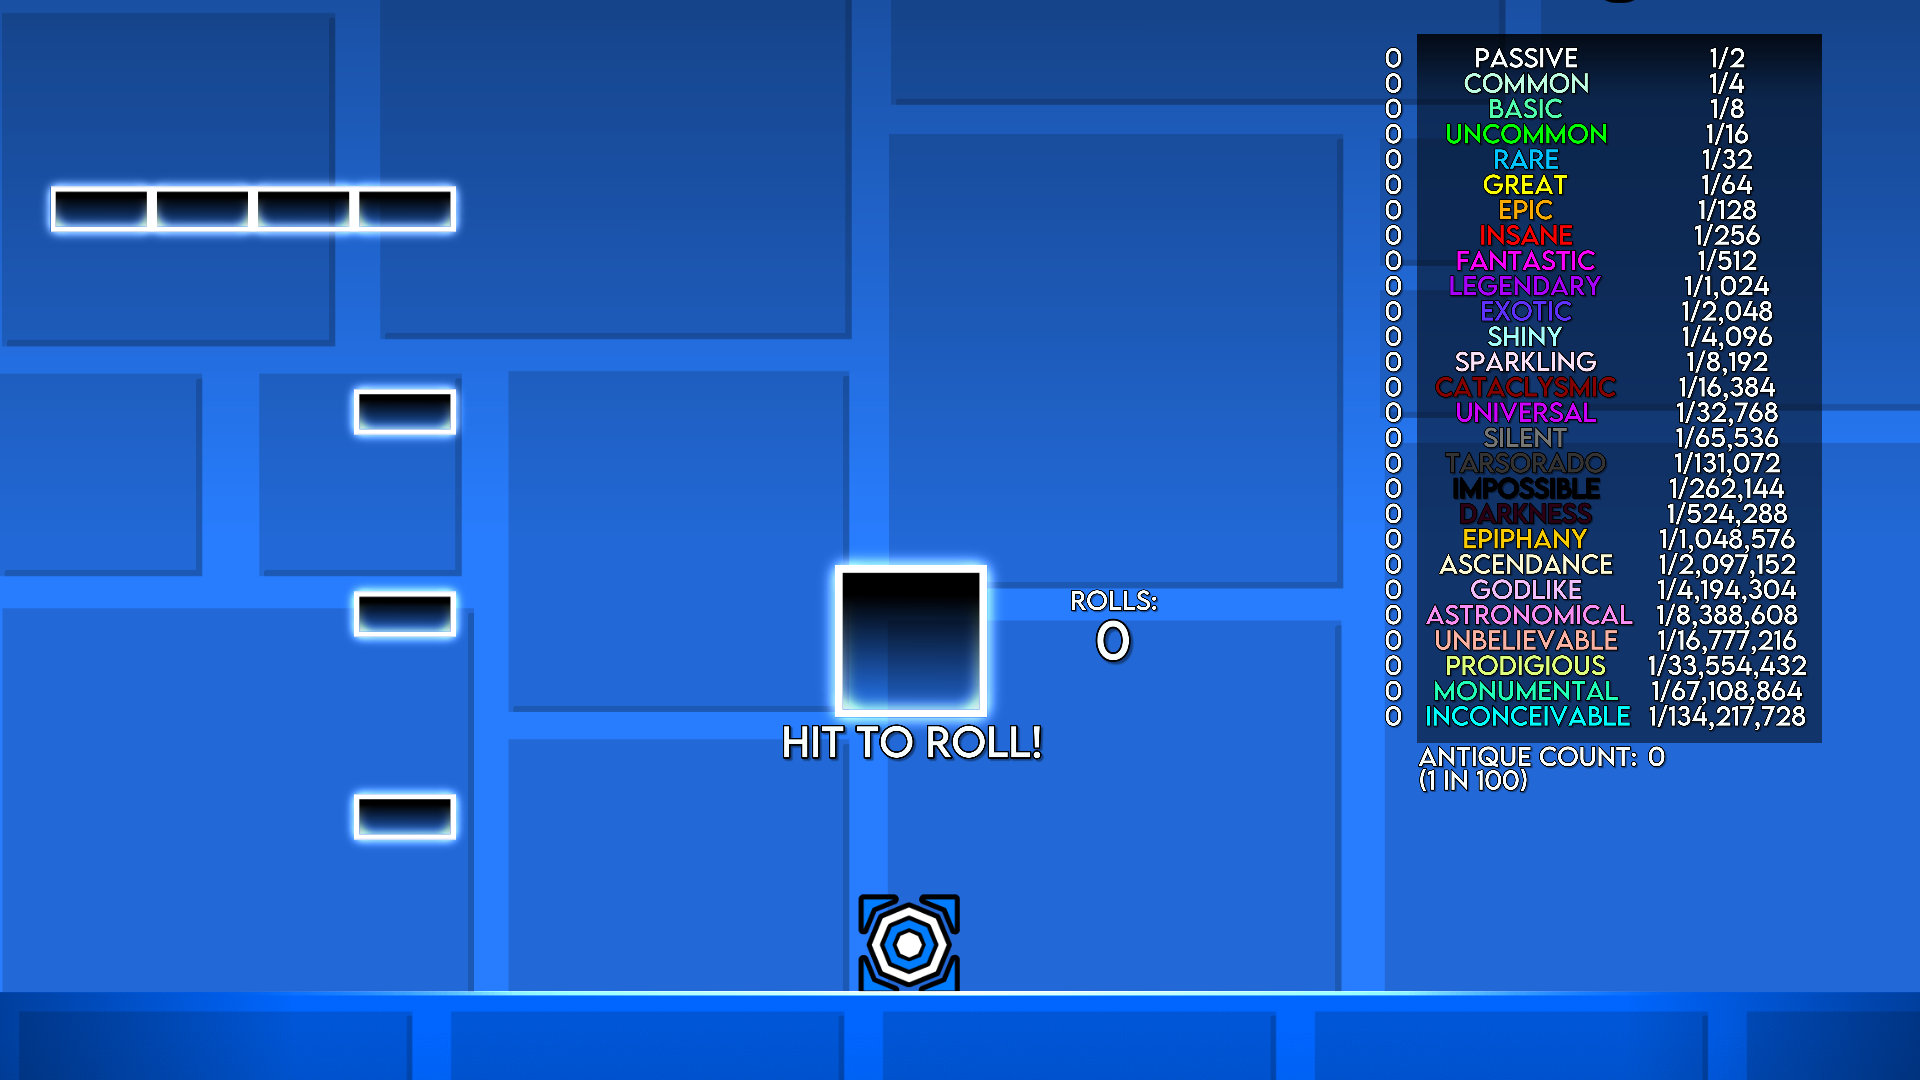 0 PASSIVE 1/2
0 COMMON 1/4
0 BASIC 1/8
0 UNCOMMON 1/16
0 RARE 1/32
0 GREAT 1/64
0 EPIC 1/128
0 INSANE 1/256
0 FANTASTIC 1/512
0 LEGENDARY 1/1,024
0 EXOTIC 1/2,048
0 SHINY 1/4,096
0 SPARKLING 1/8,192
0 CATACLYSMIC 1/16,384
0 UNIVERSAL 1/32,768
0 SILENT 1/65,536
0 TARSORADO 1/131,072
0 IMPOSSIBLE 1/262,144
0 DARKNESS 1/524,288
0 EPIPHANY 1/1,048,576
0 ASCENDANCE 1/2,097,152
0 GODLIKE 1/4,194,304
0 ASTRONOMICAL 1/8,388,608
0 UNBELIEVABLE 1/16,777,216
0 PRODIGIOUS 1/33,554,432
0 MONUMENTAL 1/67,108,864
0 INCONCEIVABLE 1/134,217,728
ANTIQUE COUNT: 0
(1 IN 100)
ROLLS:
0
HIT TO ROLL!